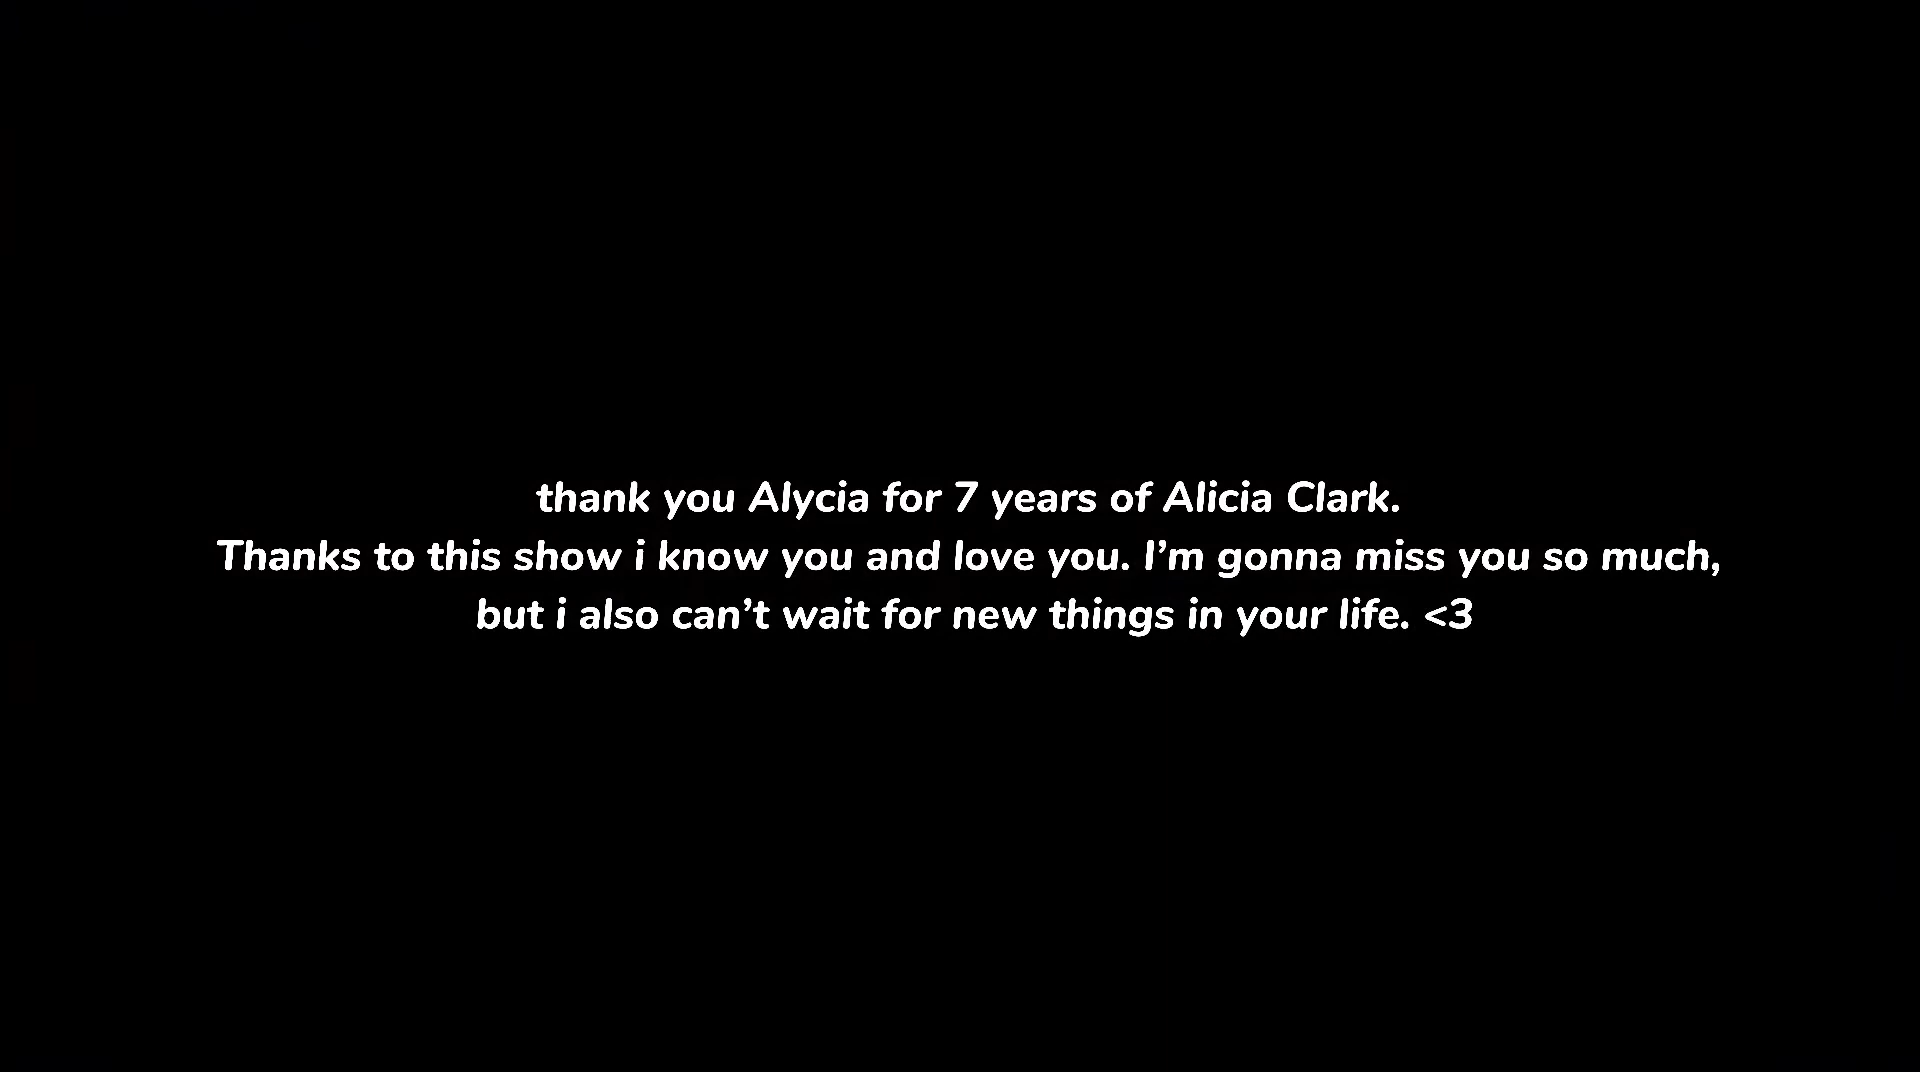 thank you Alycia for 7 years of Alicia Clark.
Thanks to this show i know you and love you. I’m gonna miss you so much,
but i also can’t wait for new things in your life. <3